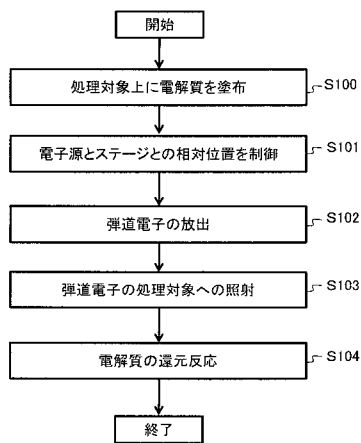 開始
処理対象上に電解質を塗布
S100
電子源とステージとの相対位置を制御
S101
弾道電子の放出
S102
弾道電子の処理対象への照射
S103
電解質の還元反応
S104
終了